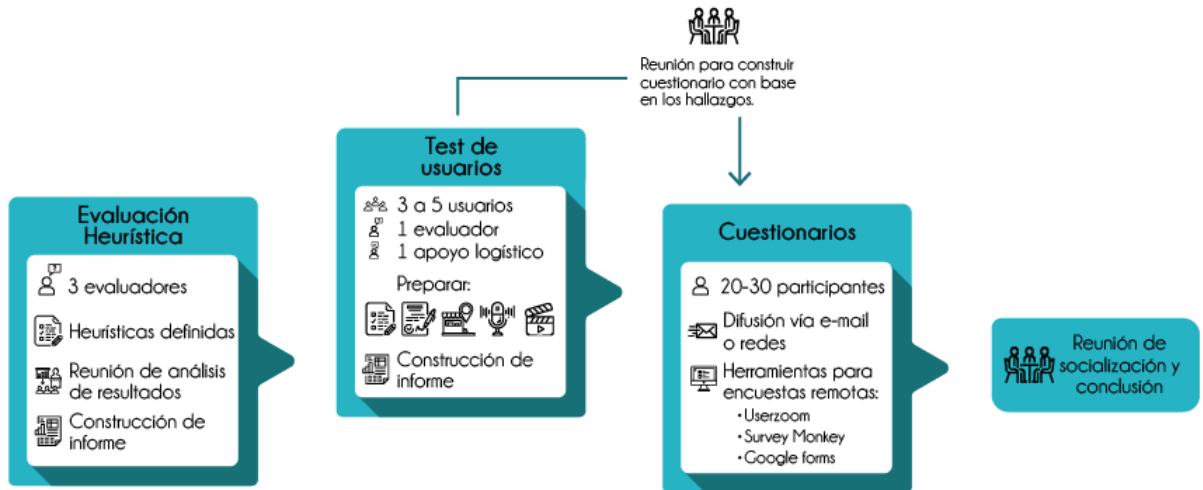 Reunión para construir
cuestionario con base
en los hallazgos.
Evaluación
Heurística
3 evaluadores
Heurísticas definidas
Reunión de análisis
de resultados
Construcción de
informe
Test de
usuarios
3 a 5 usuarios
1 evaluador
1 apoyo logístico
Preparar:
Construcción de
informe
Cuestionarios
20-30 participantes
Difusión vía e-mail
o redes
Herramientas para
encuestas remotas:
•Userzoom
•Survey Monkey
•Google forms
Reunión de
socialización y
conclusión